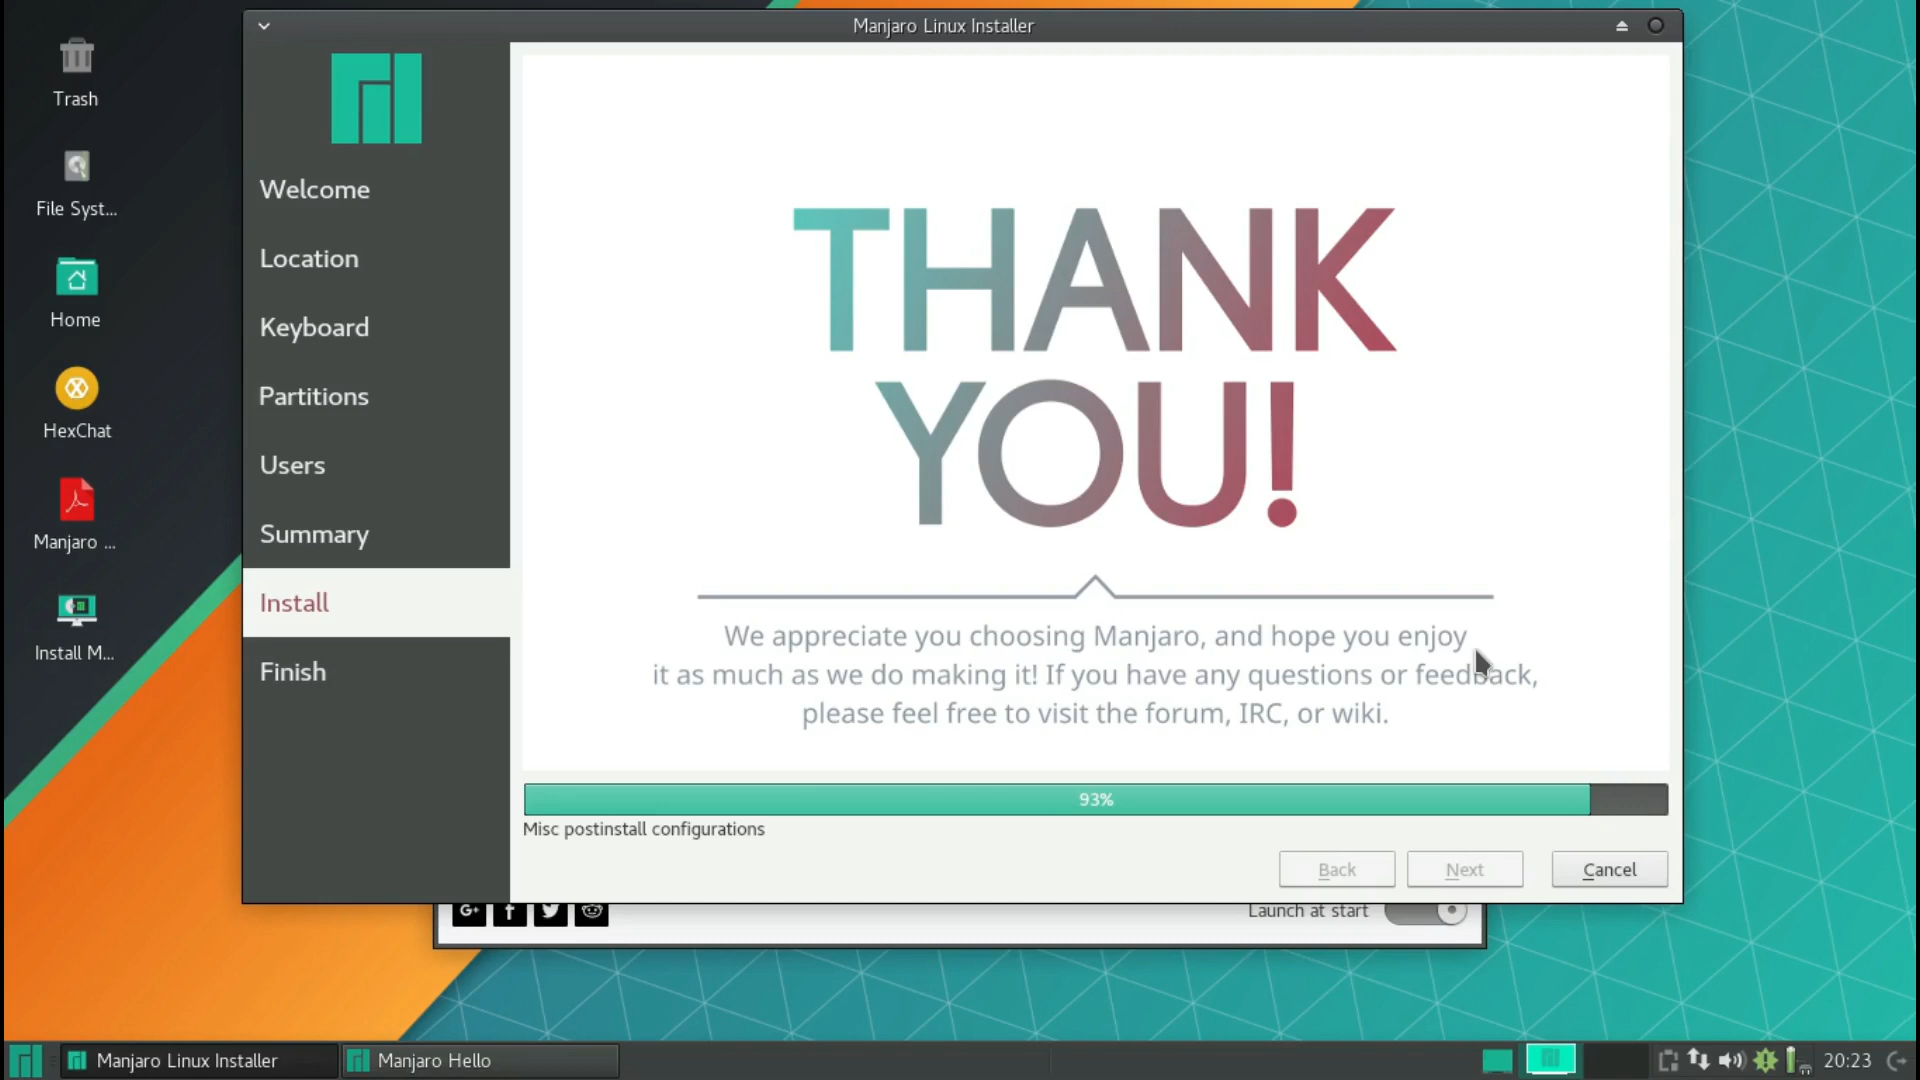 Manjaro Linux Installer
Trash
File Syst...
Home
HexChat
Manjaro ...
Install M...
Welcome
Location
Keyboard
Partitions
Users
Summary
Install
Finish
THANK
YOU!
We appreciate you choosing Manjaro, and hope you enjoy
it as much as we do making it! If you have any questions or feedback,
please feel free to visit the forum, IRC, or wiki.
93%
Misc postinstall configurations
Back
Next
Cancel
G+
Launch at start
Manjaro Linux Installer
Manjaro Hello
20:23